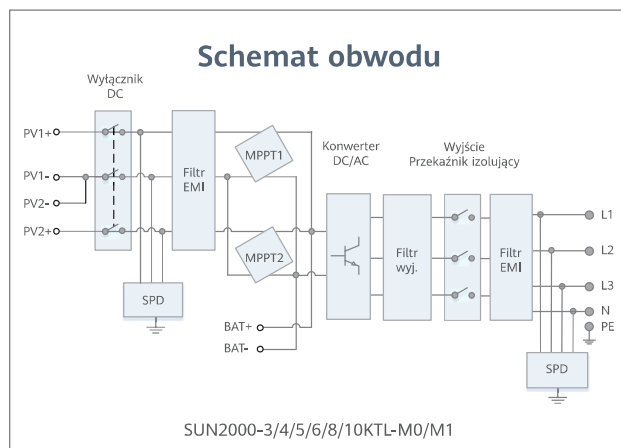 Schemat obwodu
Wyłącznik
DC
PV1+
PV1-
PV2-
PV2+
Filtr
EMI
SPD
MPPT1
MPPT2
BAT+
BAT-
Konwerter
DC/AC
Filtr
wyj.
Wyjście
Przekaźnik izolujący
Filtr
EMI
L1
L2
L3
N
PE
SPD
SUN2000-3/4/5/6/8/10KTL-M0/M1